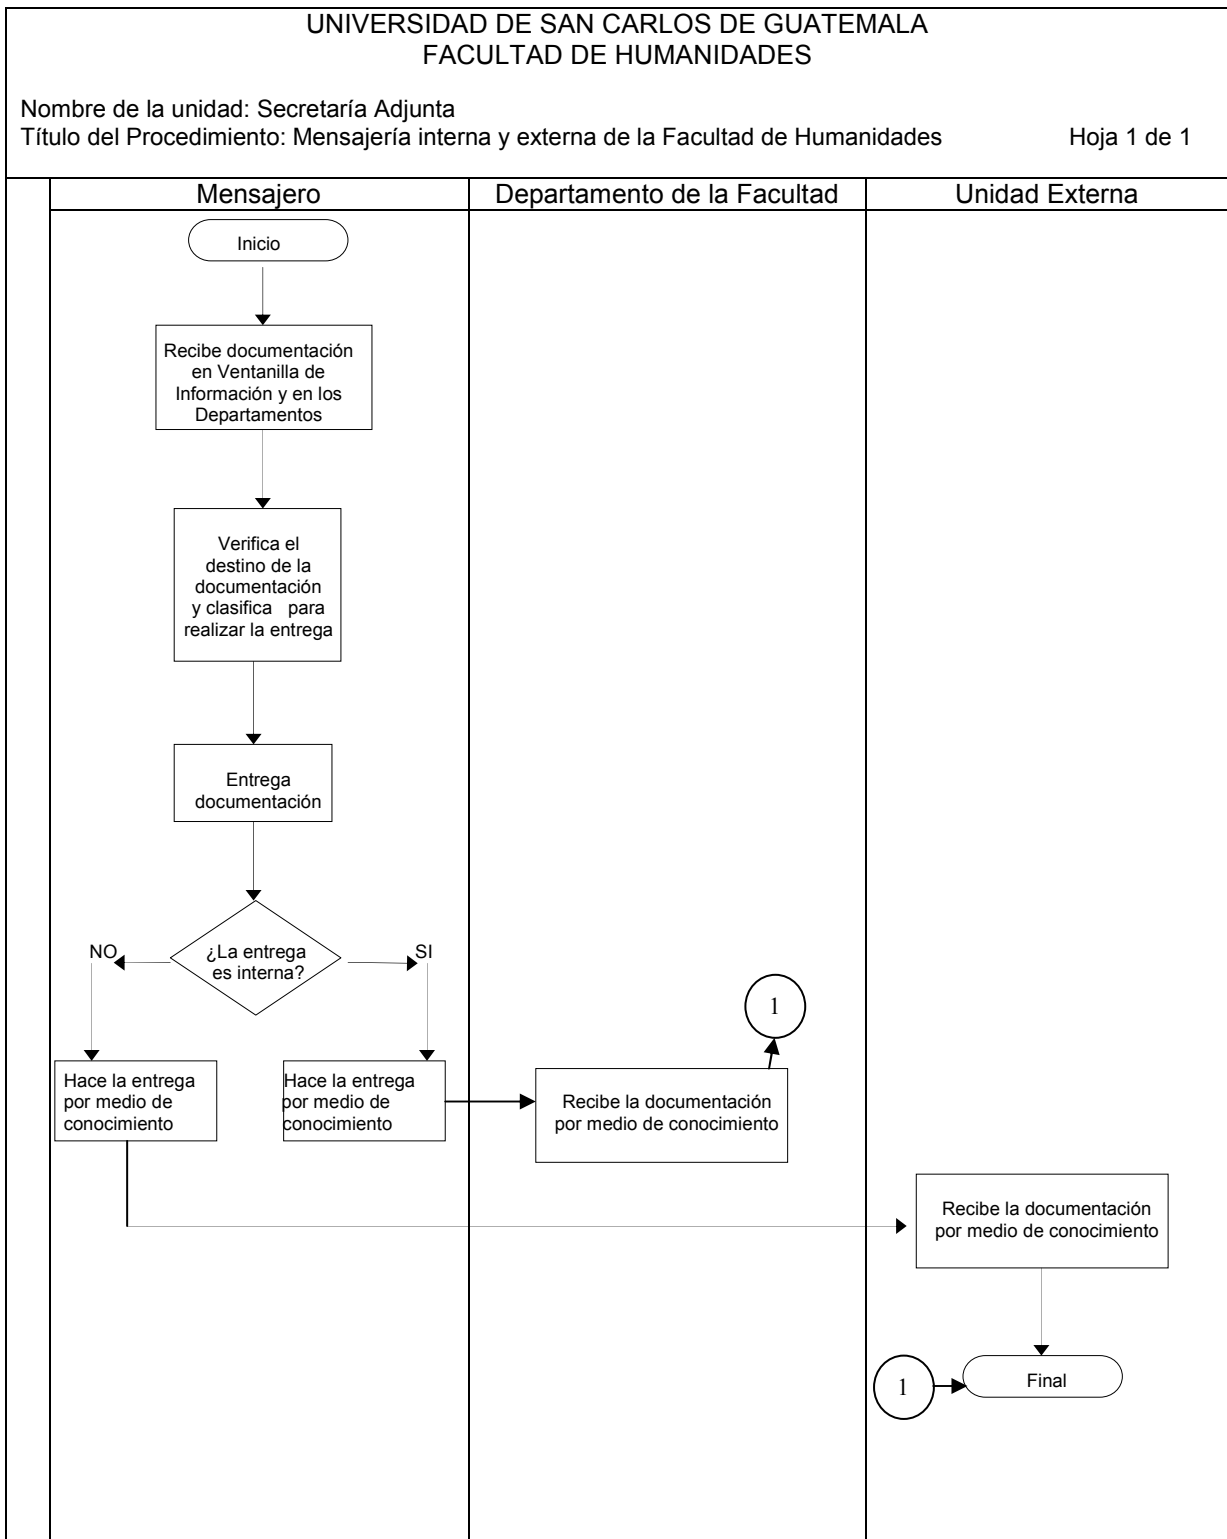 UNIVERSIDAD DE SAN CARLOS DE GUATEMALA
FACULTAD DE HUMANIDADES
Nombre de la unidad: Secretaría Adjunta
Título del Procedimiento: Mensajería interna y externa de la Facultad de Humanidades Hoja 1 de 1
Mensajero Departamento de la Facultad Unidad Externa
Inicio
Recibe documentación
en Ventanilla de
Información y en los
Departamentos
Verifica el
destino de la
documentación
y clasifica para
realizar la entrega
Entrega
documentación
¿La entrega
es interna?
NO
SI
Hace la entrega
por medio de
conocimiento
Hace la entrega
por medio de
conocimiento
Recibe la documentación
por medio de conocimiento
1
Recibe la documentación
por medio de conocimiento
1
Final